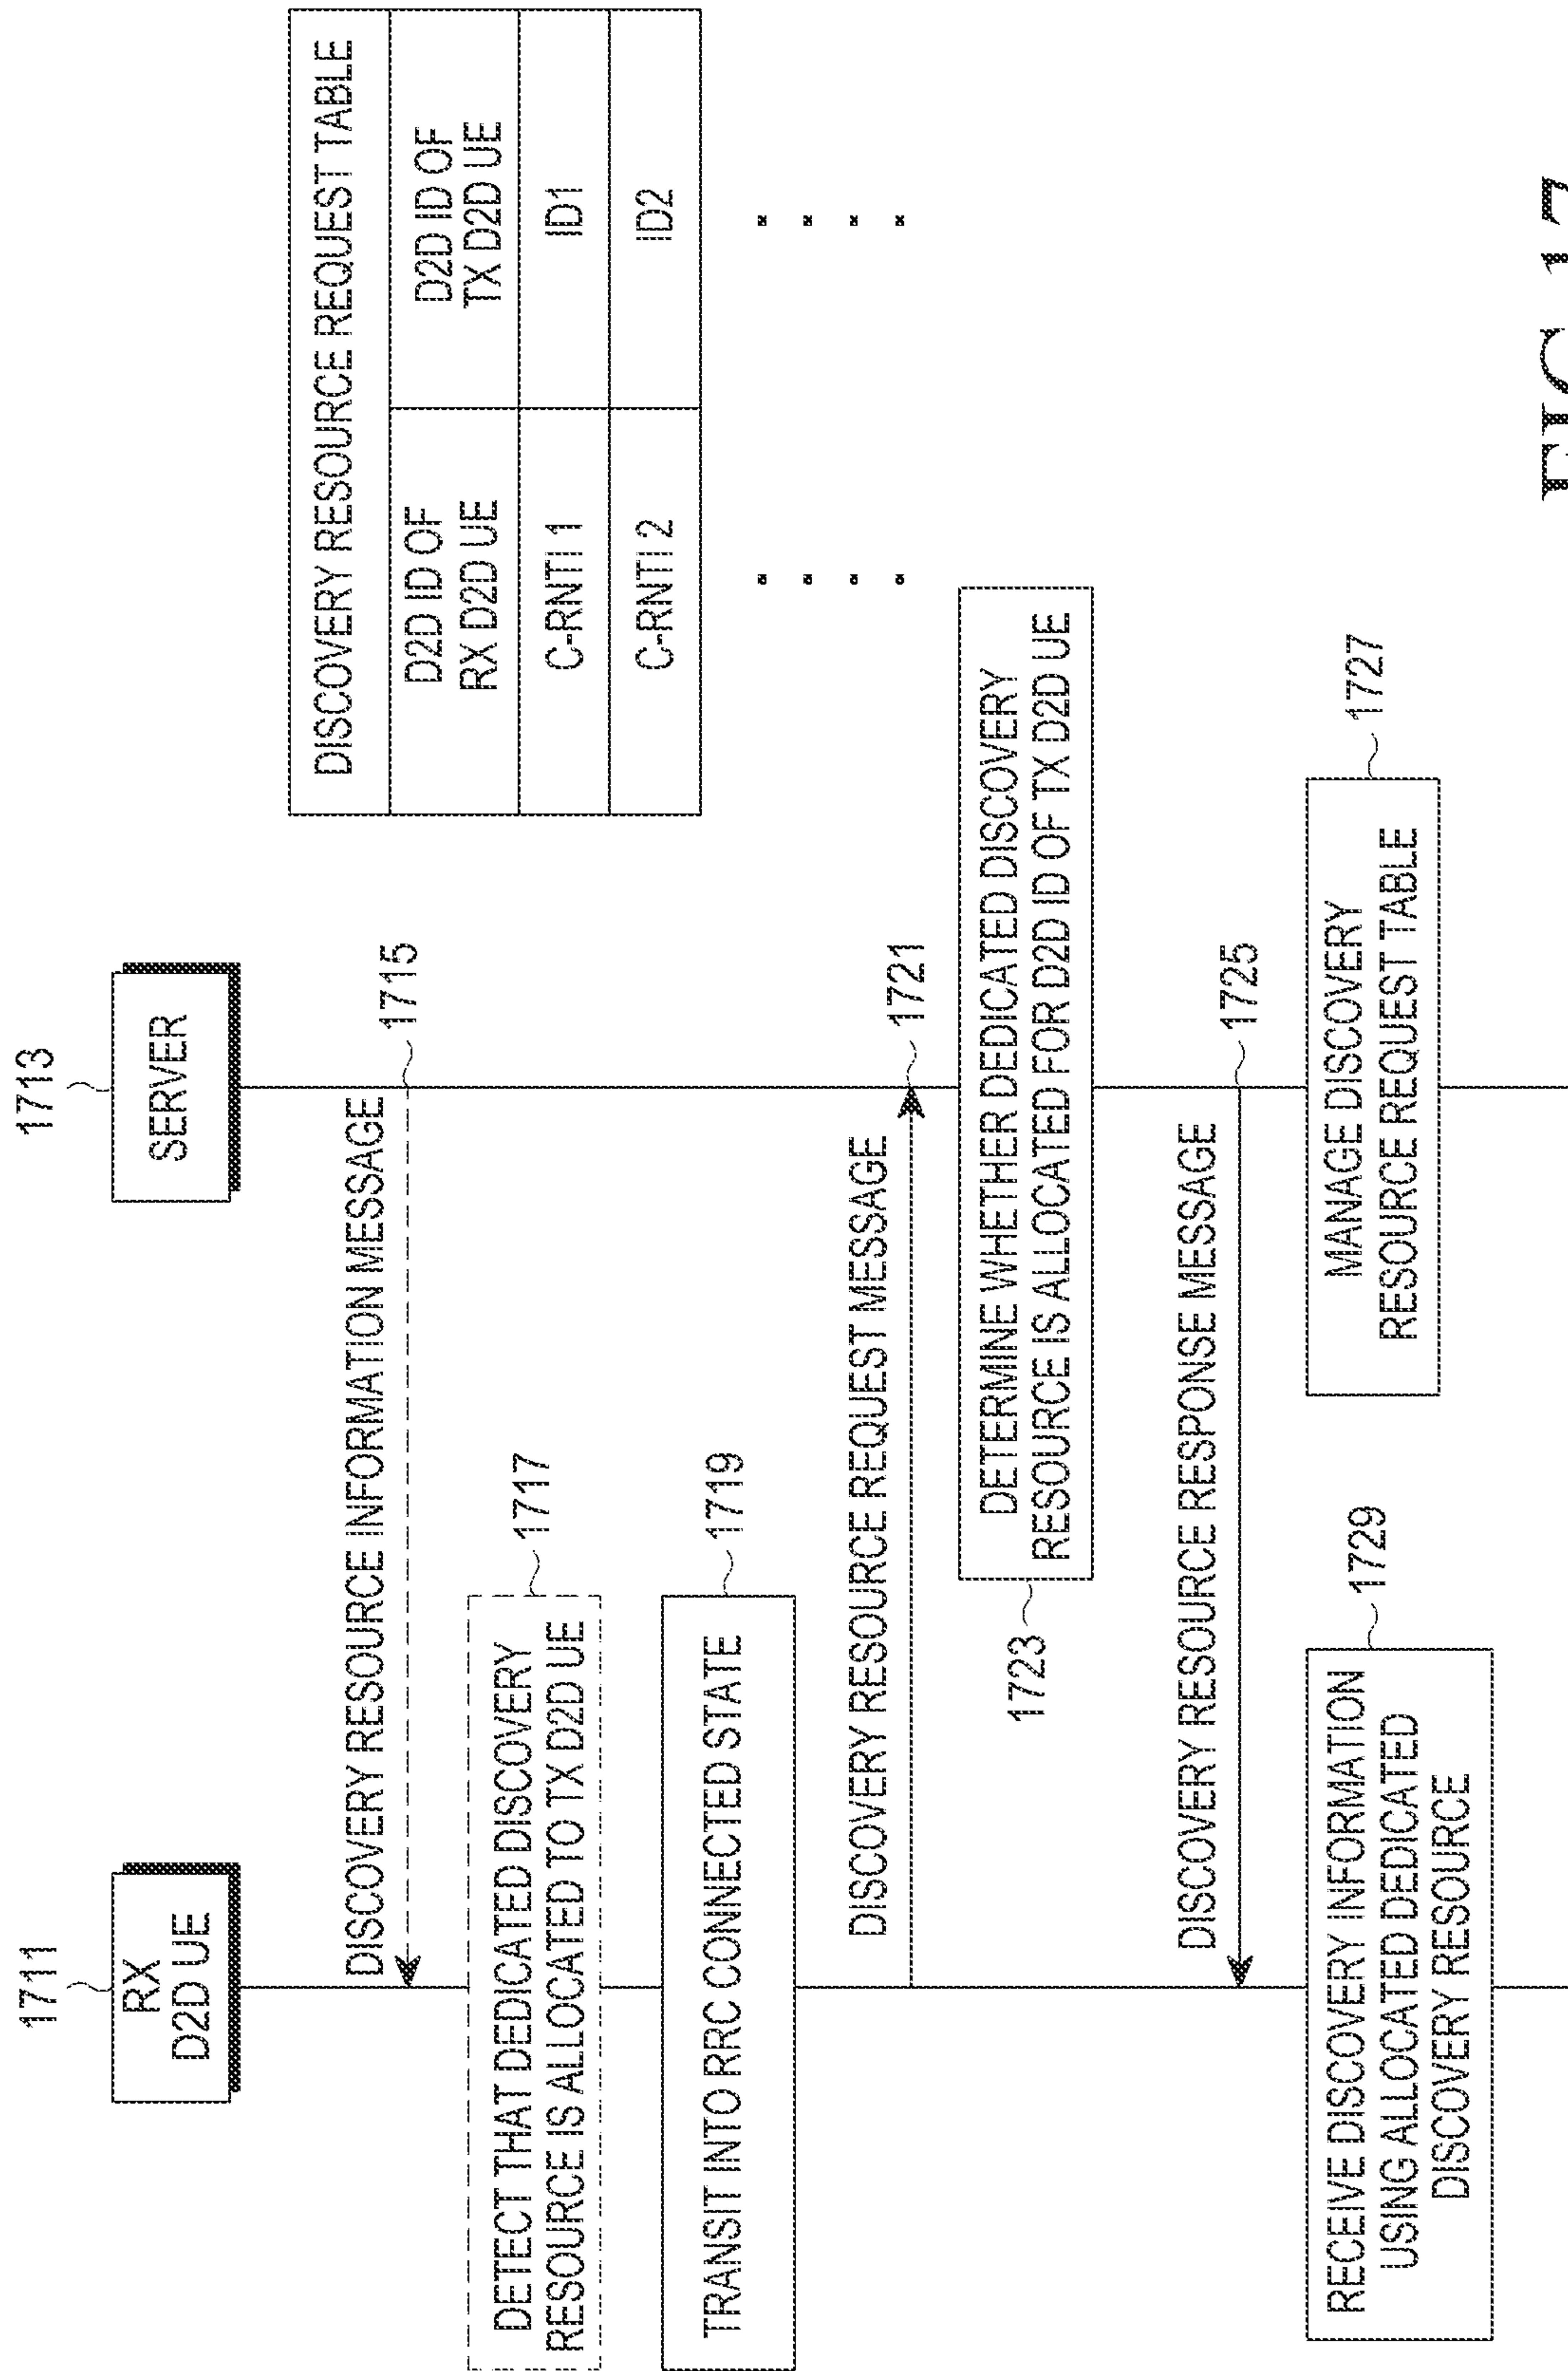 1711
RX
D2D UE
1713
SERVER
DISCOVERY RESOURCE INFORMATION MESSAGE
1715
DISCOVERY RESOURCE REQUEST TABLE
D2D ID OF
RX D2D UE
D2D ID OF
TX D2D UE
C-RNTI 1
ID1
C-RNTI 2
ID2
DETECT THAT DEDICATED DISCOVERY
RESOURCE IS ALLOCATED TO TX D2D UE
1717
TRANSIT INTO RRC CONNECTED STATE
1719
DISCOVERY RESOURCE REQUEST MESSAGE
1721
1723
DETERMINE WHETHER DEDICATED DISCOVERY
RESOURCE IS ALLOCATED FOR D2D ID OF TX D2D UE
DISCOVERY RESOURCE RESPONSE MESSAGE
1725
RECEIVE DISCOVERY INFORMATION
USING ALLOCATED DEDICATED
DISCOVERY RESOURCE
1729
MANAGE DISCOVERY
RESOURCE REQUEST TABLE
1727
FIG. 17